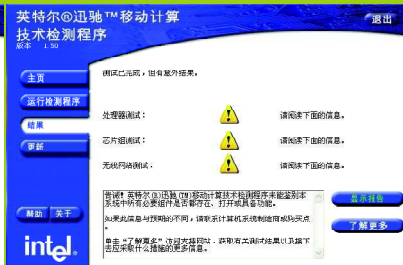 英特尔®迅驰™移动计算
技术检测程序
版本 1.50
退出
主页
运行检测程序
结果
更新
帮助
关于
intel.
测试已完成，但有意外结果。
处理器测试：
请阅读下面的信息。
芯片组测试：
请阅读下面的信息。
无线网络测试：
请阅读下面的信息。
警诫! 英特尔(R)迅驰(TM)移动计算技术检测程序未能鉴别本
系统中所有必要组件是否都存在、打开或具备功能。
如果此信息与预期的不同，请联系计算机系统制造商或购买点
。
单击“了解更多”访问支持网站，获取有关测试结果以及接下
去应采取什么措施的更多信息。
显示报告
了解更多